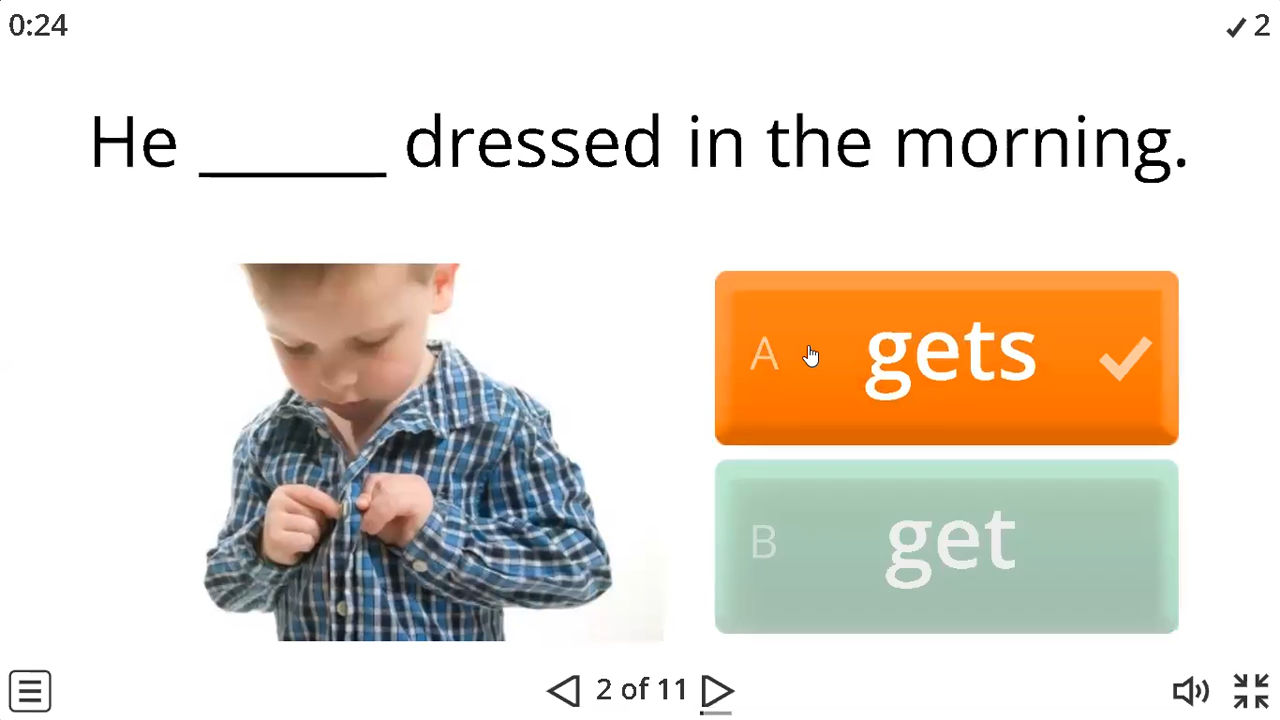 0:24
✓ 2
He ______ dressed in the morning.
A gets
B get
2 of 11